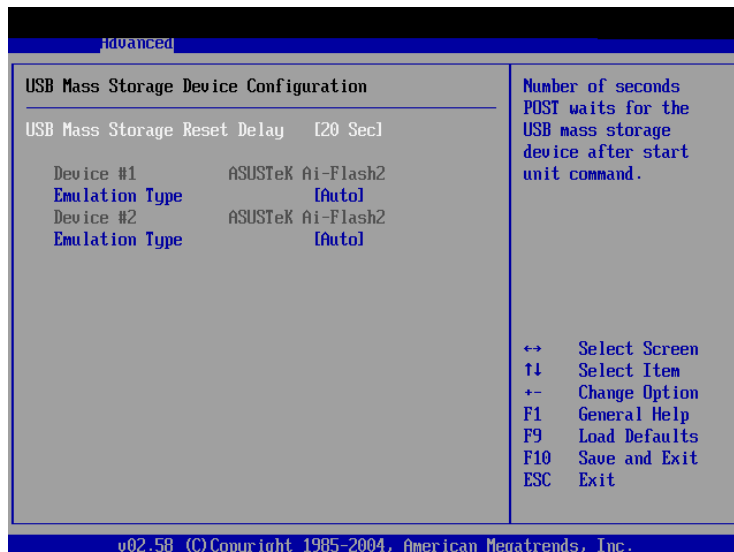 Advanced
USB Mass Storage Device Configuration
USB Mass Storage Reset Delay [20 Sec]
Device #1 ASUSTeK Ai-Flash2
Emulation Type [Auto]
Device #2 ASUSTeK Ai-Flash2
Emulation Type [Auto]
Number of seconds
POST waits for the
USB mass storage
device after start
unit command.
↔ Select Screen
↑↓ Select Item
+- Change Option
F1 General Help
F9 Load Defaults
F10 Save and Exit
ESC Exit
v02.58 (C)Copyright 1985-2004, American Megatrends, Inc.